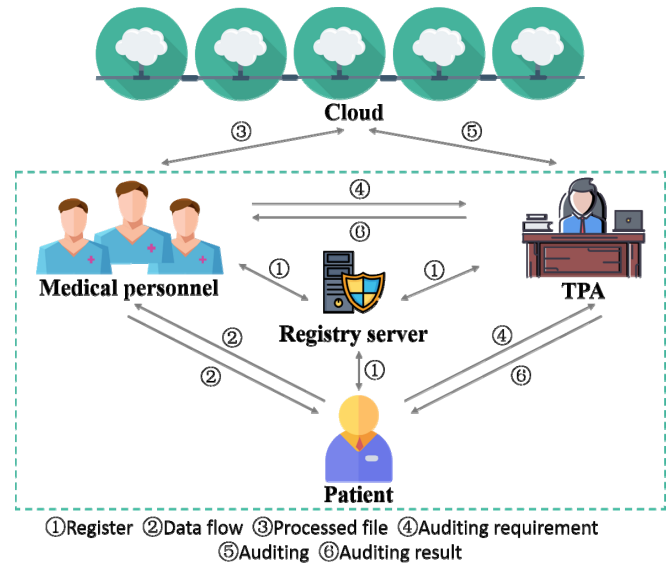 Cloud
③
⑤
④
⑥
Medical personnel
①
①
TPA
Registry server
②
②
①
④
⑥
Patient
①Register ②Data flow ③Processed file ④Auditing requirement
⑤Auditing ⑥Auditing result